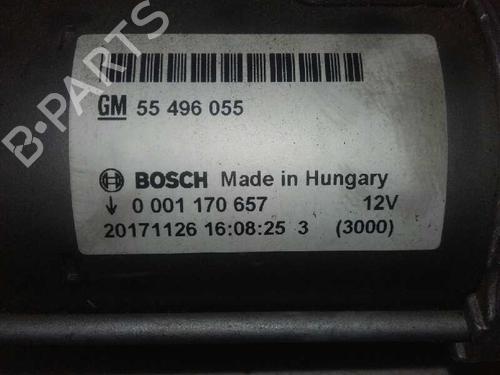 GM 55 496 055
BOSCH Made in Hungary
0 001 170 657 12V
20171126 16:08:25 3 (3000)
B-PARTS